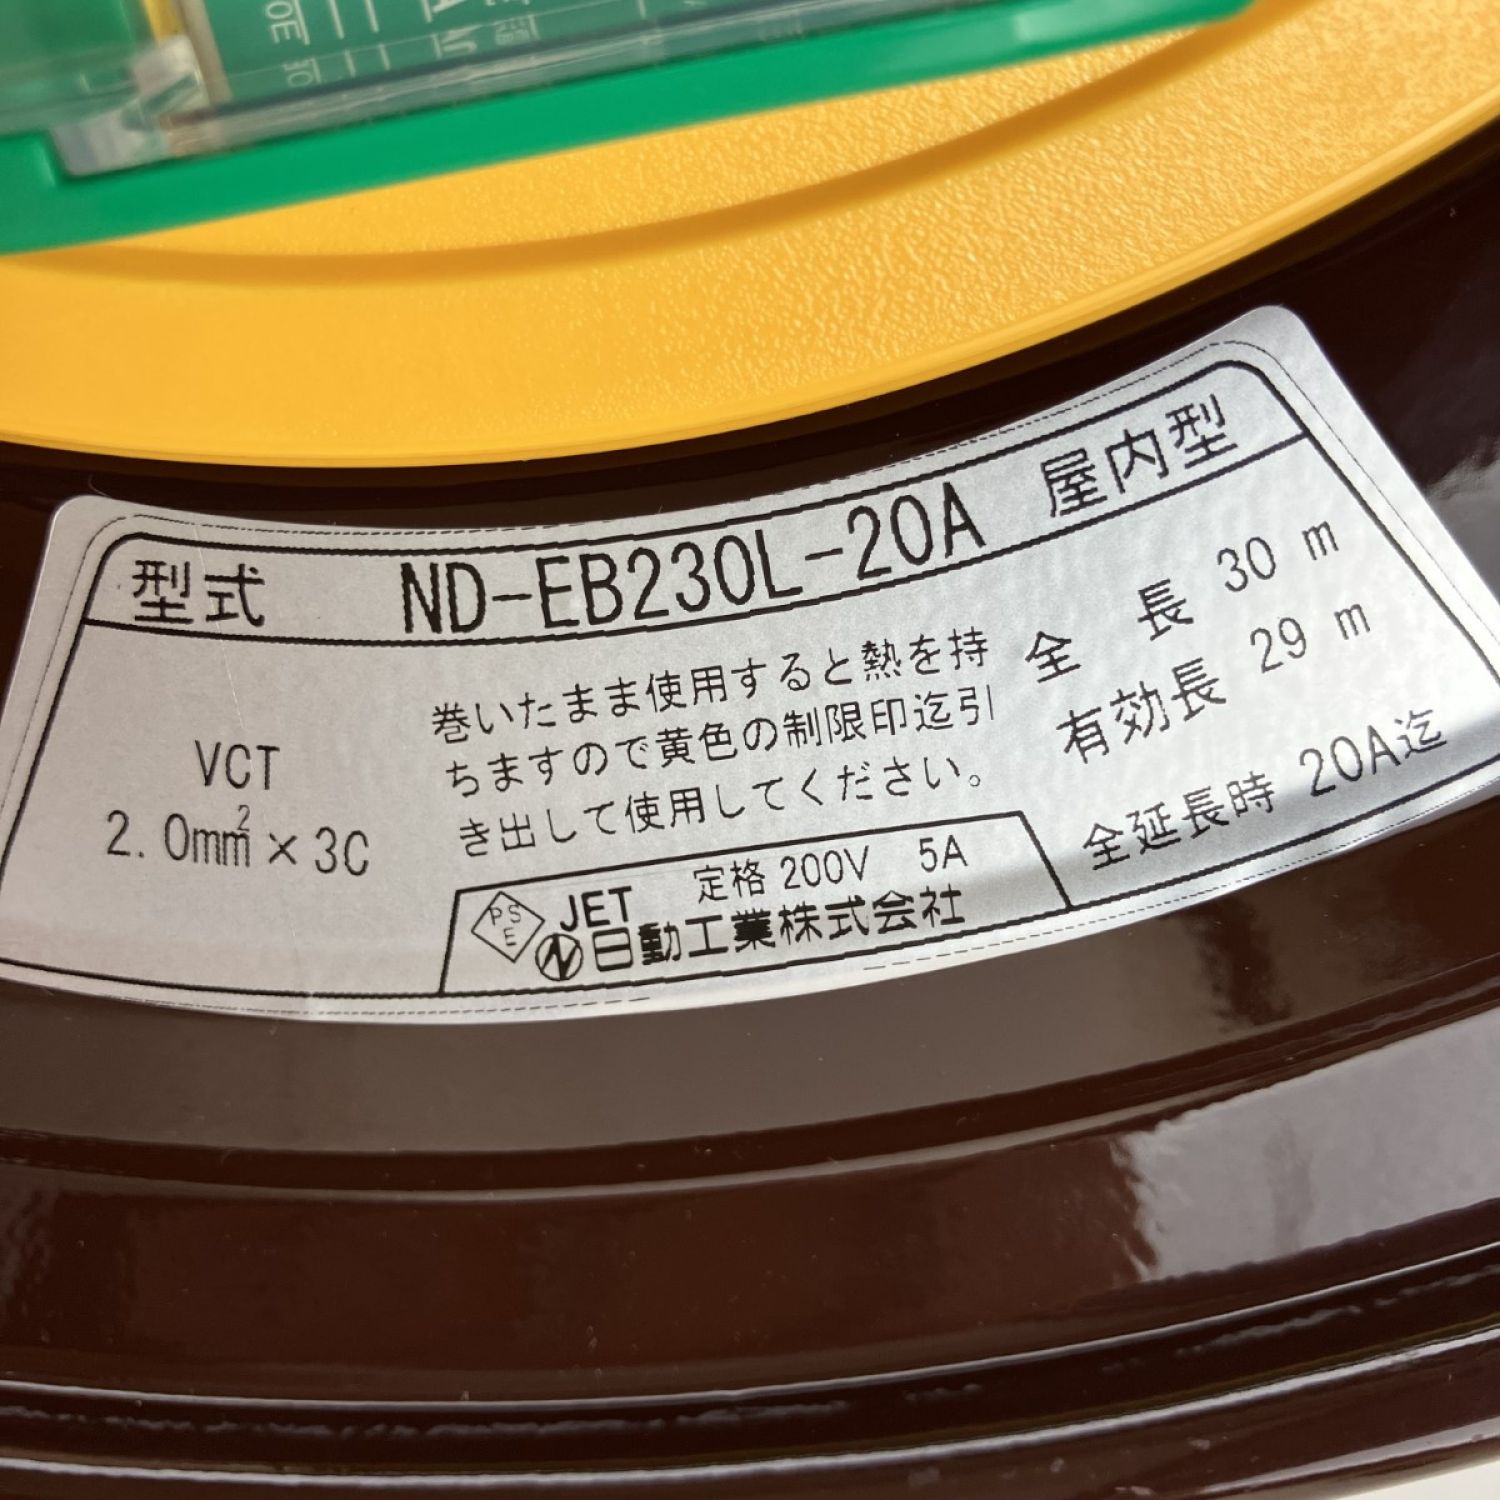 型式 ND-EB230L-20A 屋内型
VCT
2.0mm² × 3C
巻いたまま使用すると熱を持
ちますので黄色の制限印迄引
き出して使用してください。
全長 30 m
有効長 29 m
全延長時 20A迄
PSE JET 定格 200V 5A
日動工業株式会社